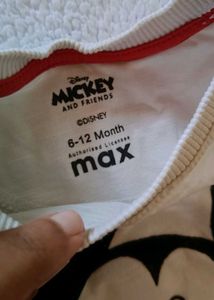 Disney
MICKEY
AND FRIENDS
©DISNEY
6-12 Month
Authorised Licensee
max